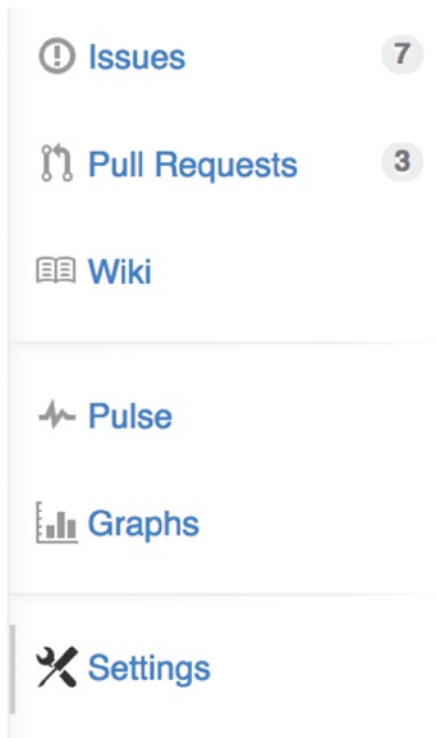 Issues 7
Pull Requests 3
Wiki
Pulse
Graphs
Settings